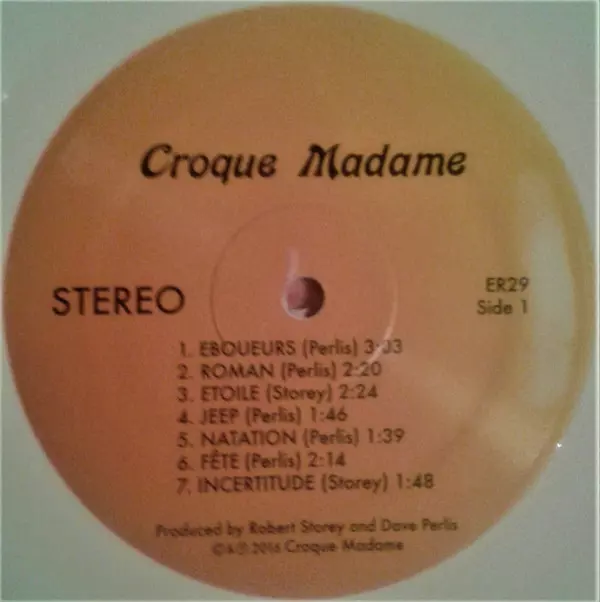 Croque Madame
STEREO
ER29
Side 1
1. EBOUEURS (Perlis) 3:03
2. ROMAN (Perlis) 2:20
3. ETOILE (Storey) 2:24
4. JEEP (Perlis) 1:46
5. NATATION (Perlis) 1:39
6. FÊTE (Perlis) 2:14
7. INCERTITUDE (Storey) 1:48
Produced by Robert Storey and Dave Perlis
©&℗ 2016 Croque Madame